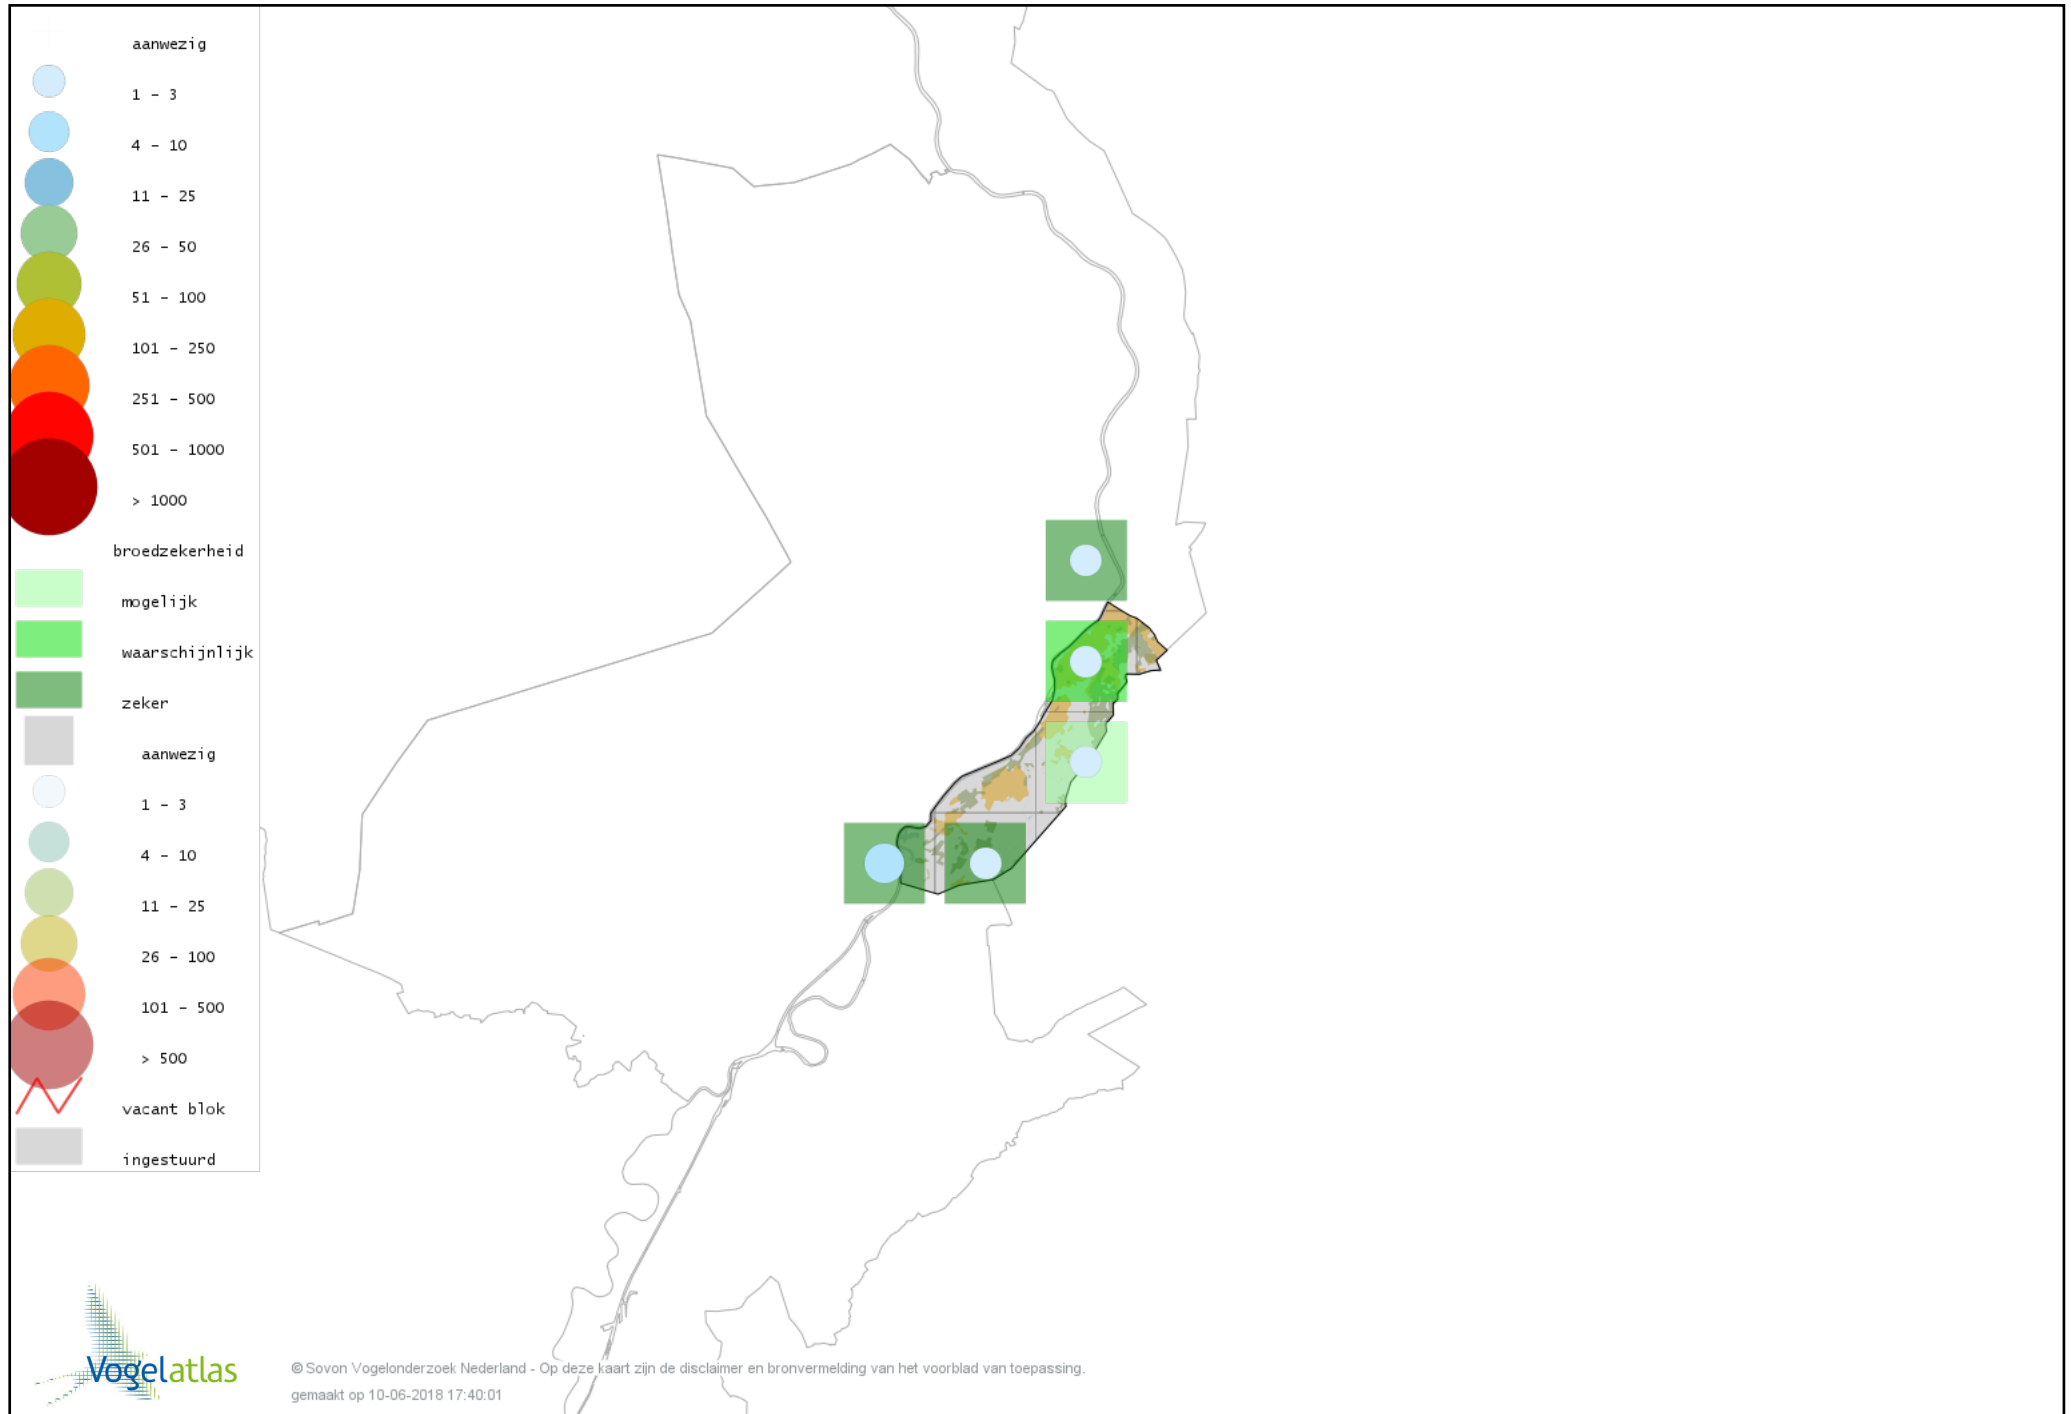 aanwezig
1 - 3
4 - 10
11 - 25
26 - 50
51 - 100
101 - 250
251 - 500
501 - 1000
> 1000
broedzekerheid
mogelijk
waarschijnlijk
zeker
aanwezig
1 - 3
4 - 10
11 - 25
26 - 100
101 - 500
> 500
vacant blok
ingestuurd
Vogelatlas
© Sovon Vogelonderzoek Nederland - Op deze kaart zijn de disclaimer en bronvermelding van het voorblad van toepassing.
gemaakt op 10-06-2018 17:40:01